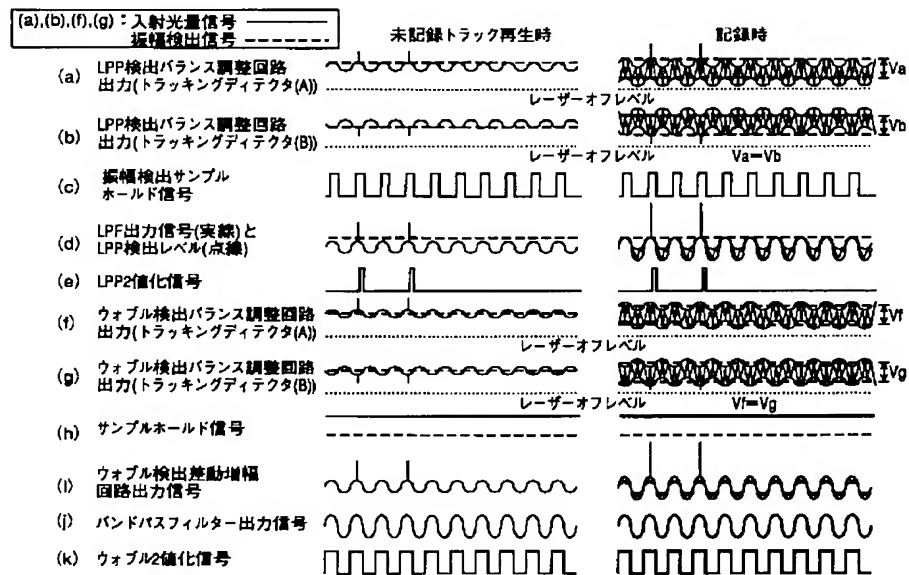 (a),(b),(f),(g):入射光量信号
振幅検出信号
未記録トラック再生時
記録時
(a) LPP検出バランス調整回路
出力(トラッキングディテクタ(A))
Va
レーザーオフレベル
(b) LPP検出バランス調整回路
出力(トラッキングディテクタ(B))
Vb
レーザーオフレベル
Va=Vb
(c) 振幅検出サンプル
ホールド信号
(d) LPF出力信号(実線)と
LPP検出レベル(点線)
(e) LPP2値化信号
(f) ウォブル検出バランス調整回路
出力(トラッキングディテクタ(A))
Vf
レーザーオフレベル
(g) ウォブル検出バランス調整回路
出力(トラッキングディテクタ(B))
Vg
レーザーオフレベル
Vf=Vg
(h) サンプルホールド信号
(l) ウォブル検出差動増幅
回路出力信号
(j) バンドパスフィルター出力信号
(k) ウォブル2値化信号